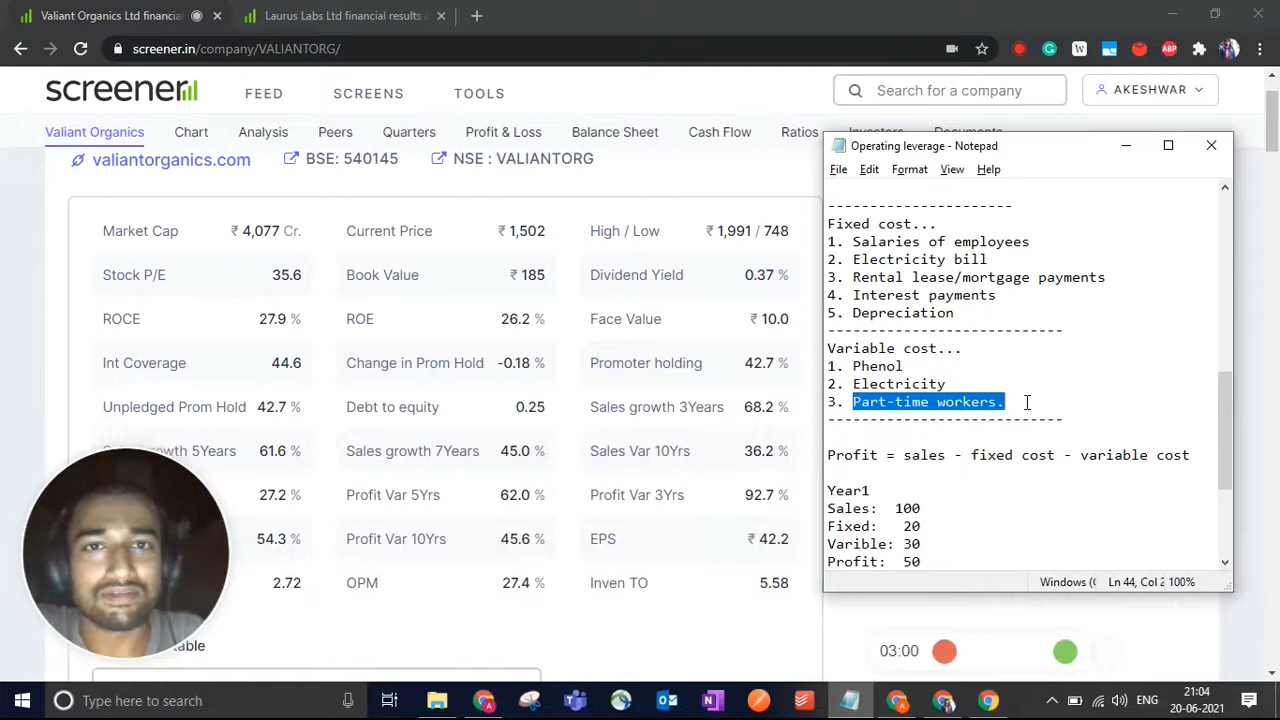 Valiant Organics Ltd financial
Laurus Labs Ltd financial results a
screener.in/company/VALIANTORG/
screener
FEED
SCREENS
TOOLS
Search for a company
AKESHWAR
Valiant Organics
Chart
Analysis
Peers
Quarters
Profit & Loss
Balance Sheet
Cash Flow
Ratios
Investors
Documents
valiantorganics.com
BSE: 540145
NSE : VALIANTORG
Market Cap ₹ 4,077 Cr.
Current Price ₹ 1,502
High / Low ₹ 1,991 / 748
Stock P/E 35.6
Book Value ₹ 185
Dividend Yield 0.37 %
ROCE 27.9 %
ROE 26.2 %
Face Value ₹ 10.0
Int Coverage 44.6
Change in Prom Hold -0.18 %
Promoter holding 42.7 %
Unpledged Prom Hold 42.7 %
Debt to equity 0.25
Sales growth 3Years 68.2 %
growth 5Years 61.6 %
Sales growth 7Years 45.0 %
Sales Var 10Yrs 36.2 %
27.2 %
Profit Var 5Yrs 62.0 %
Profit Var 3Yrs 92.7 %
54.3 %
Profit Var 10Yrs 45.6 %
EPS ₹ 42.2
2.72
OPM 27.4 %
Inven TO 5.58
table
Operating leverage - Notepad
File Edit Format View Help
----------------------
Fixed cost...
1. Salaries of employees
2. Electricity bill
3. Rental lease/mortgage payments
4. Interest payments
5. Depreciation
----------------------------
Variable cost...
1. Phenol
2. Electricity
3. Part-time workers.
----------------------------
Profit = sales - fixed cost - variable cost
Year1
Sales: 100
Fixed: 20
Varible: 30
Profit: 50
Windows (
Ln 44, Col 2
100%
03:00
Type here to search
ENG
21:04
20-06-2021